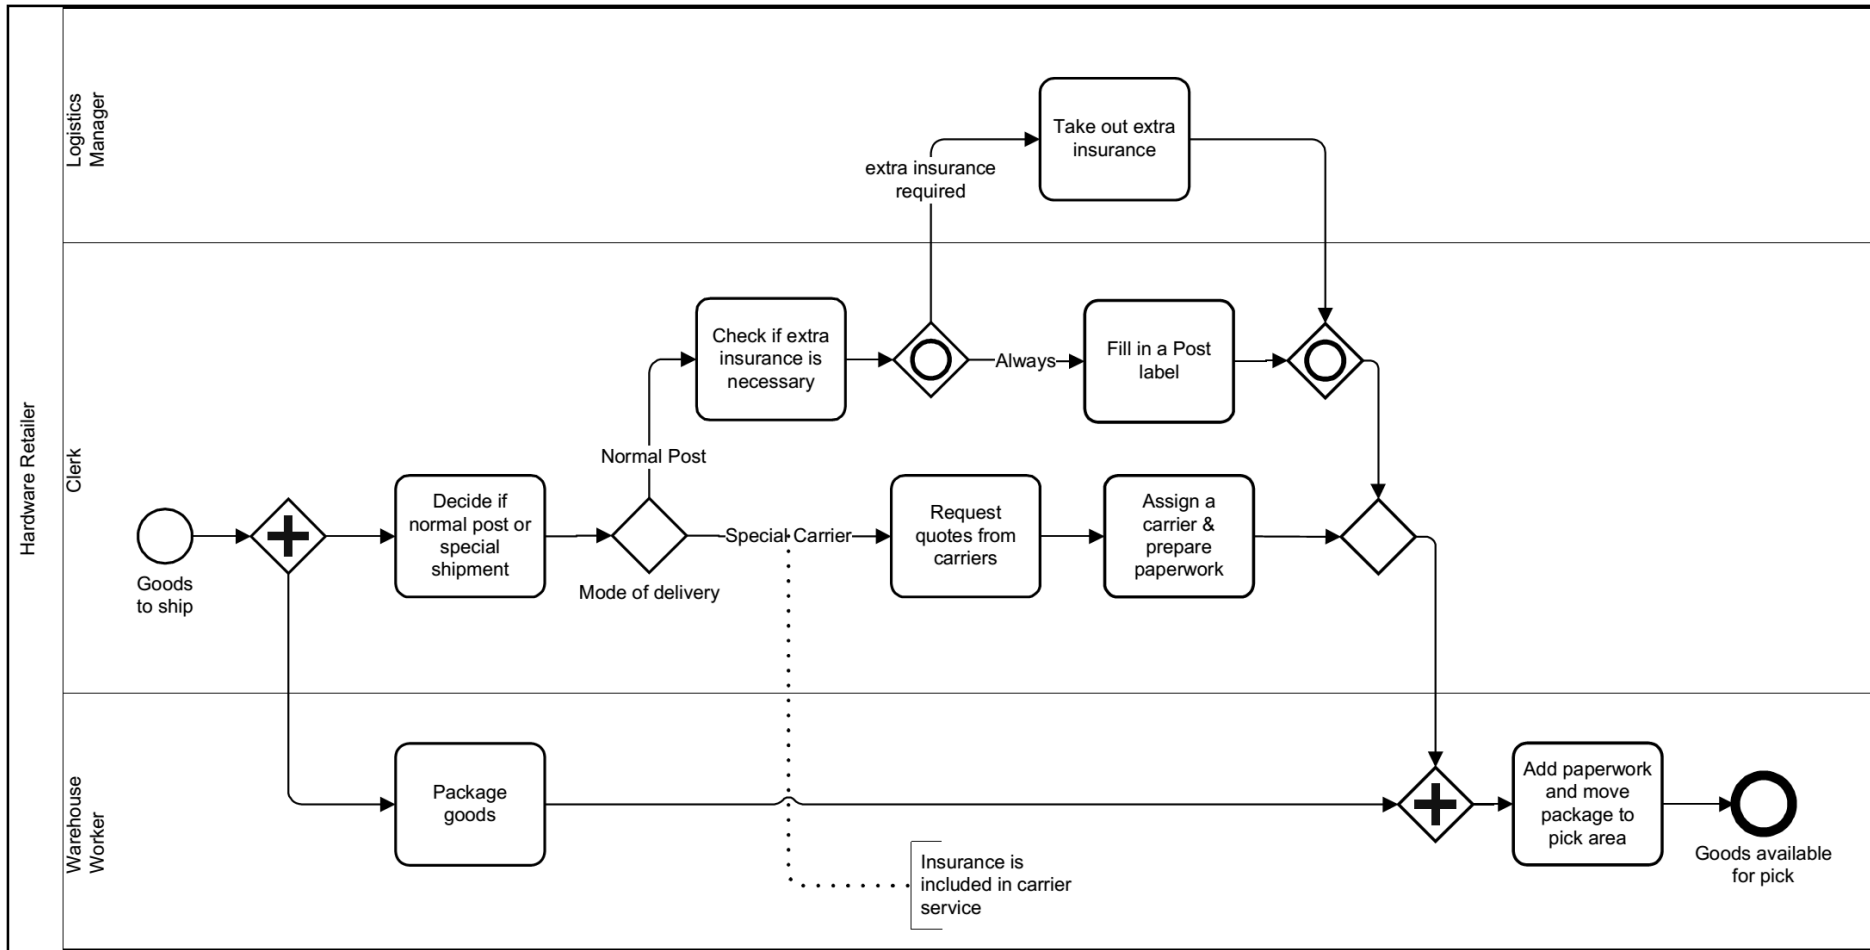 Hardware Retailer
Logistics
Manager
Take out extra
insurance
extra insurance
required
Clerk
Check if extra
insurance is
necessary
Always
Fill in a Post
label
Normal Post
Goods
to ship
Decide if
normal post or
special
shipment
Mode of delivery
Special Carrier
Request
quotes from
carriers
Assign a
carrier &
prepare
paperwork
Warehouse
Worker
Package
goods
Insurance is
included in carrier
service
Add paperwork
and move
package to
pick area
Goods available
for pick